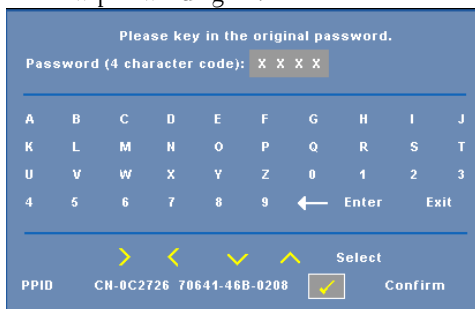 Please key in the original password.
Password (4 character code): X X X X
A B C D E F G H I J
K L M N O P Q R S T
U V W X Y Z 0 1 2 3
4 5 6 7 8 9 ← Enter Exit
> < ∨ ∧ Select
PPID CN-0C2726 70641-46B-0208 ✓ Confirm